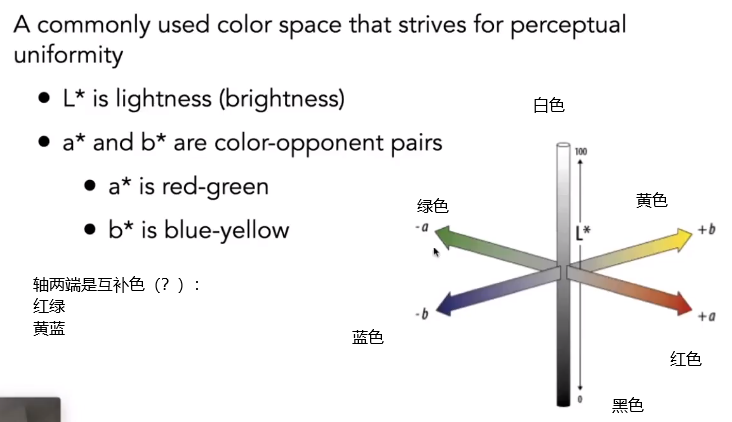 A commonly used color space that strives for perceptual
uniformity
• L* is lightness (brightness)
• a* and b* are color-opponent pairs
• a* is red-green
• b* is blue-yellow
轴两端是互补色（？）：
红绿
黄蓝
白色
100
绿色
黄色
-a
L*
+b
-b
+a
蓝色
红色
0
黑色